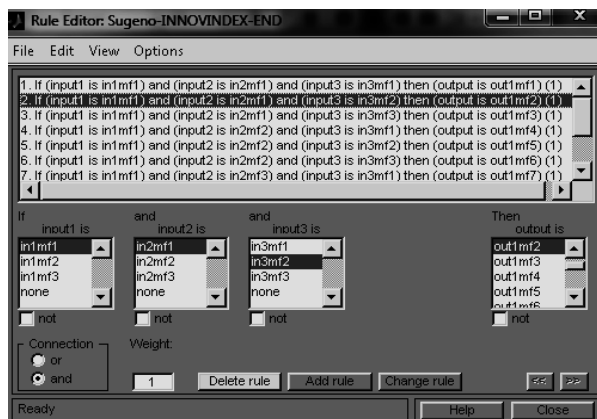 Rule Editor: Sugeno-INNOVINDEX-END
File Edit View Options
1. If (input1 is in1mf1) and (input2 is in2mf1) and (input3 is in3mf1) then (output is out1mf1) (1)
2. If (input1 is in1mf1) and (input2 is in2mf1) and (input3 is in3mf2) then (output is out1mf2) (1)
3. If (input1 is in1mf1) and (input2 is in2mf1) and (input3 is in3mf3) then (output is out1mf3) (1)
4. If (input1 is in1mf1) and (input2 is in2mf2) and (input3 is in3mf1) then (output is out1mf4) (1)
5. If (input1 is in1mf1) and (input2 is in2mf2) and (input3 is in3mf2) then (output is out1mf5) (1)
6. If (input1 is in1mf1) and (input2 is in2mf2) and (input3 is in3mf3) then (output is out1mf6) (1)
7. If (input1 is in1mf1) and (input2 is in2mf3) and (input3 is in3mf1) then (output is out1mf7) (1)
If and and Then
input1 is input2 is input3 is output is
in1mf1 in2mf1 in3mf1 out1mf2
in1mf2 in2mf2 in3mf2 out1mf3
in1mf3 in2mf3 in3mf3 out1mf4
none none none out1mf5
out1mf6
not not not not
Connection Weight:
or
and 1 Delete rule Add rule Change rule << >>
Ready Help Close